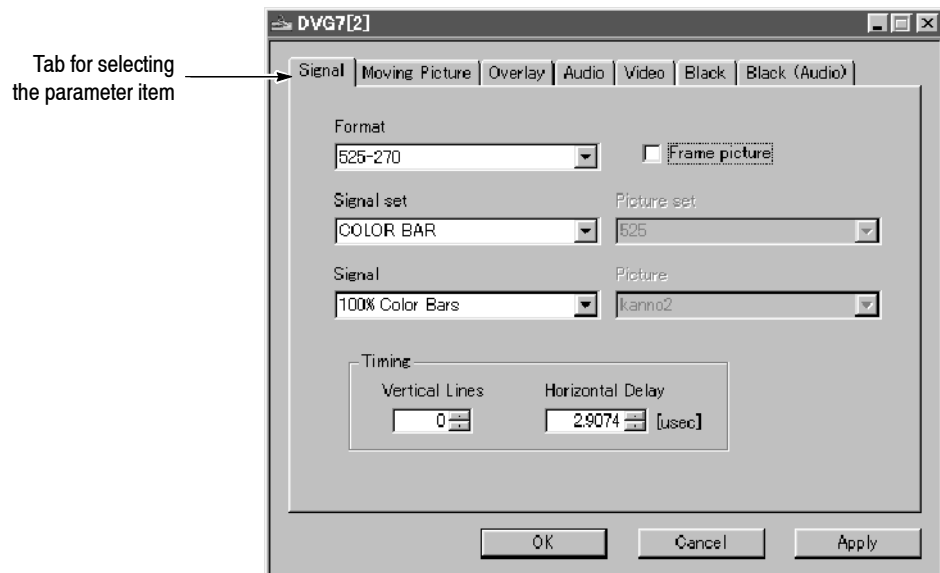 DVG7[2]
Tab for selecting
the parameter item
Signal Moving Picture Overlay Audio Video Black Black (Audio)
Format
525-270
Frame picture
Signal set Picture set
COLOR BAR 525
Signal Picture
100% Color Bars kanno2
Timing
Vertical Lines Horizontal Delay
0 2.9074 [usec]
OK Cancel Apply